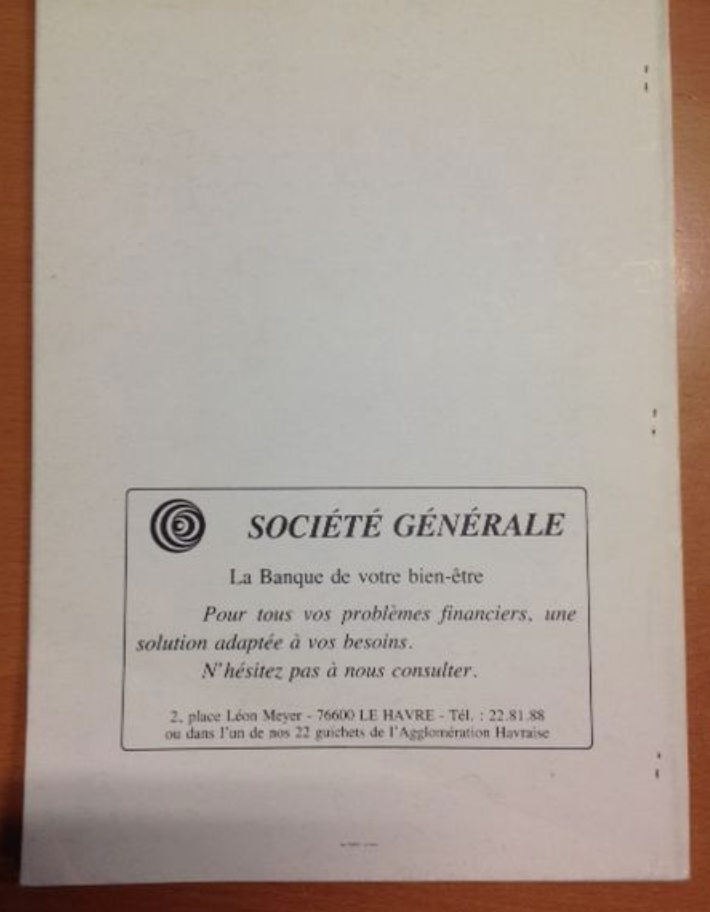 SOCIÉTÉ GÉNÉRALE
La Banque de votre bien-être
Pour tous vos problèmes financiers, une
solution adaptée à vos besoins.
N'hésitez pas à nous consulter.
2, place Léon Meyer - 76600 LE HAVRE - Tél. : 22.81.88
ou dans l'un de nos 22 guichets de l'Agglomération Havraise